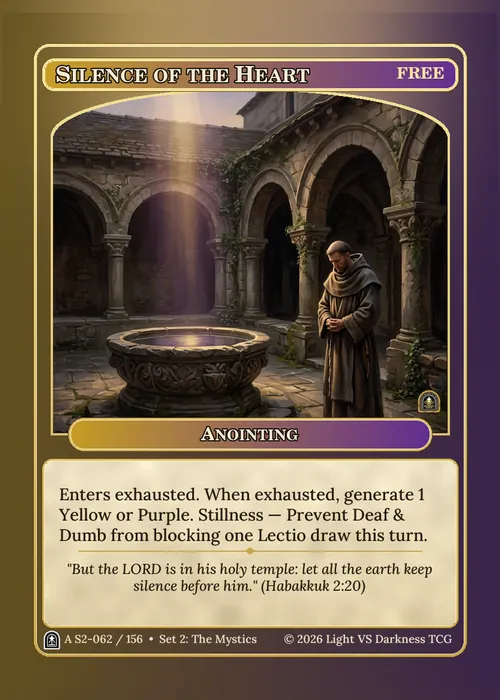 Silence of the Heart FREE
Anointing
Enters exhausted. When exhausted, generate 1
Yellow or Purple. Stillness — Prevent Deaf &
Dumb from blocking one Lectio draw this turn.
"But the LORD is in his holy temple: let all the earth keep
silence before him." (Habakkuk 2:20)
A S2-062 / 156 • Set 2: The Mystics © 2026 Light VS Darkness TCG